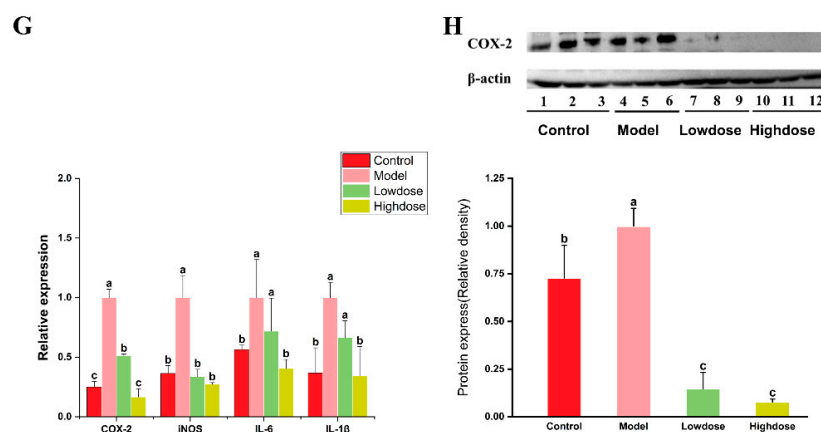 G
H
COX-2
β-actin
1 2 3 4 5 6 7 8 9 10 11 12
Control Model Lowdose Highdose
Control
Model
Lowdose
Highdose
Relative expression
2.0
1.5
1.0
0.5
0.0
c a b c
b a b b
b a a b
b a a b
COX-2 iNOS IL-6 IL-1β
Protein express(Relative density)
1.25
1.00
0.75
0.50
0.25
0.00
b a c c
Control Model Lowdose Highdose